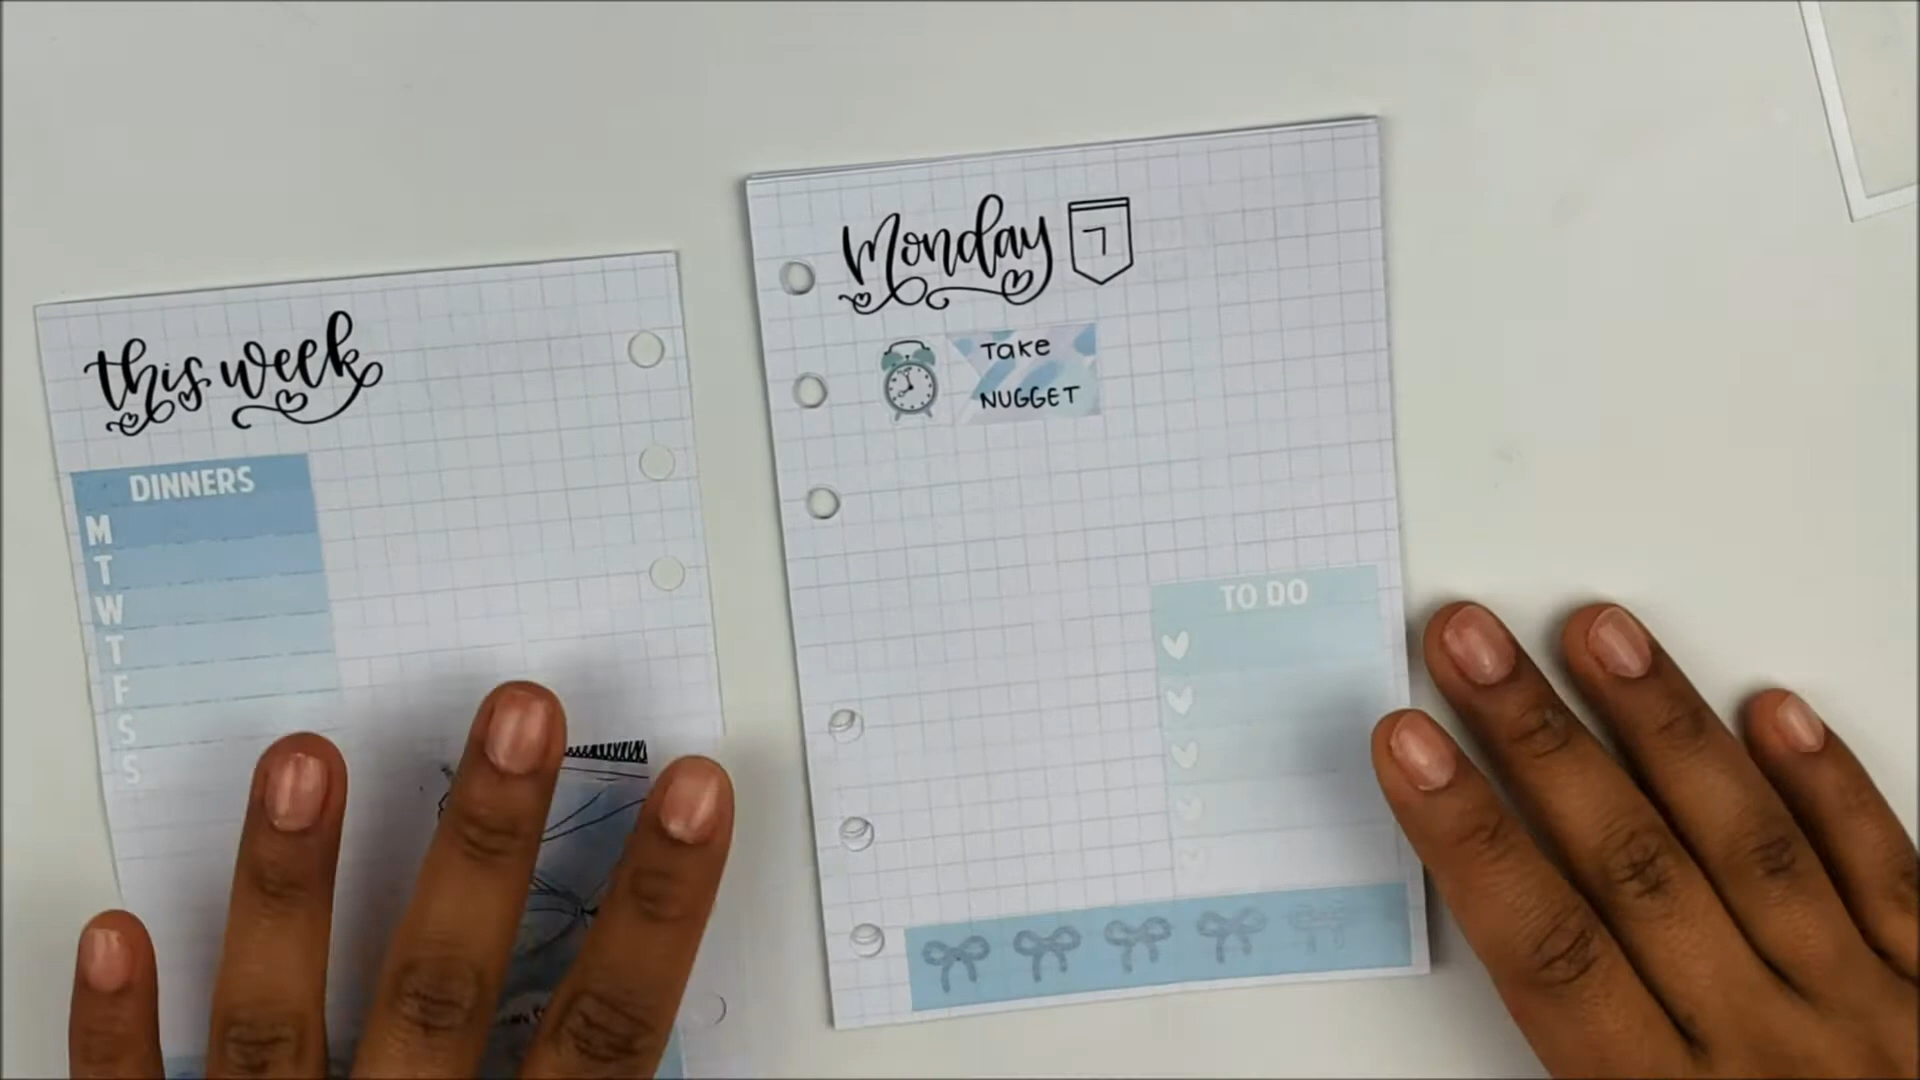 this week
DINNERS
M
T
W
T
F
S
S
Monday 7
Take
NUGGET
TO DO